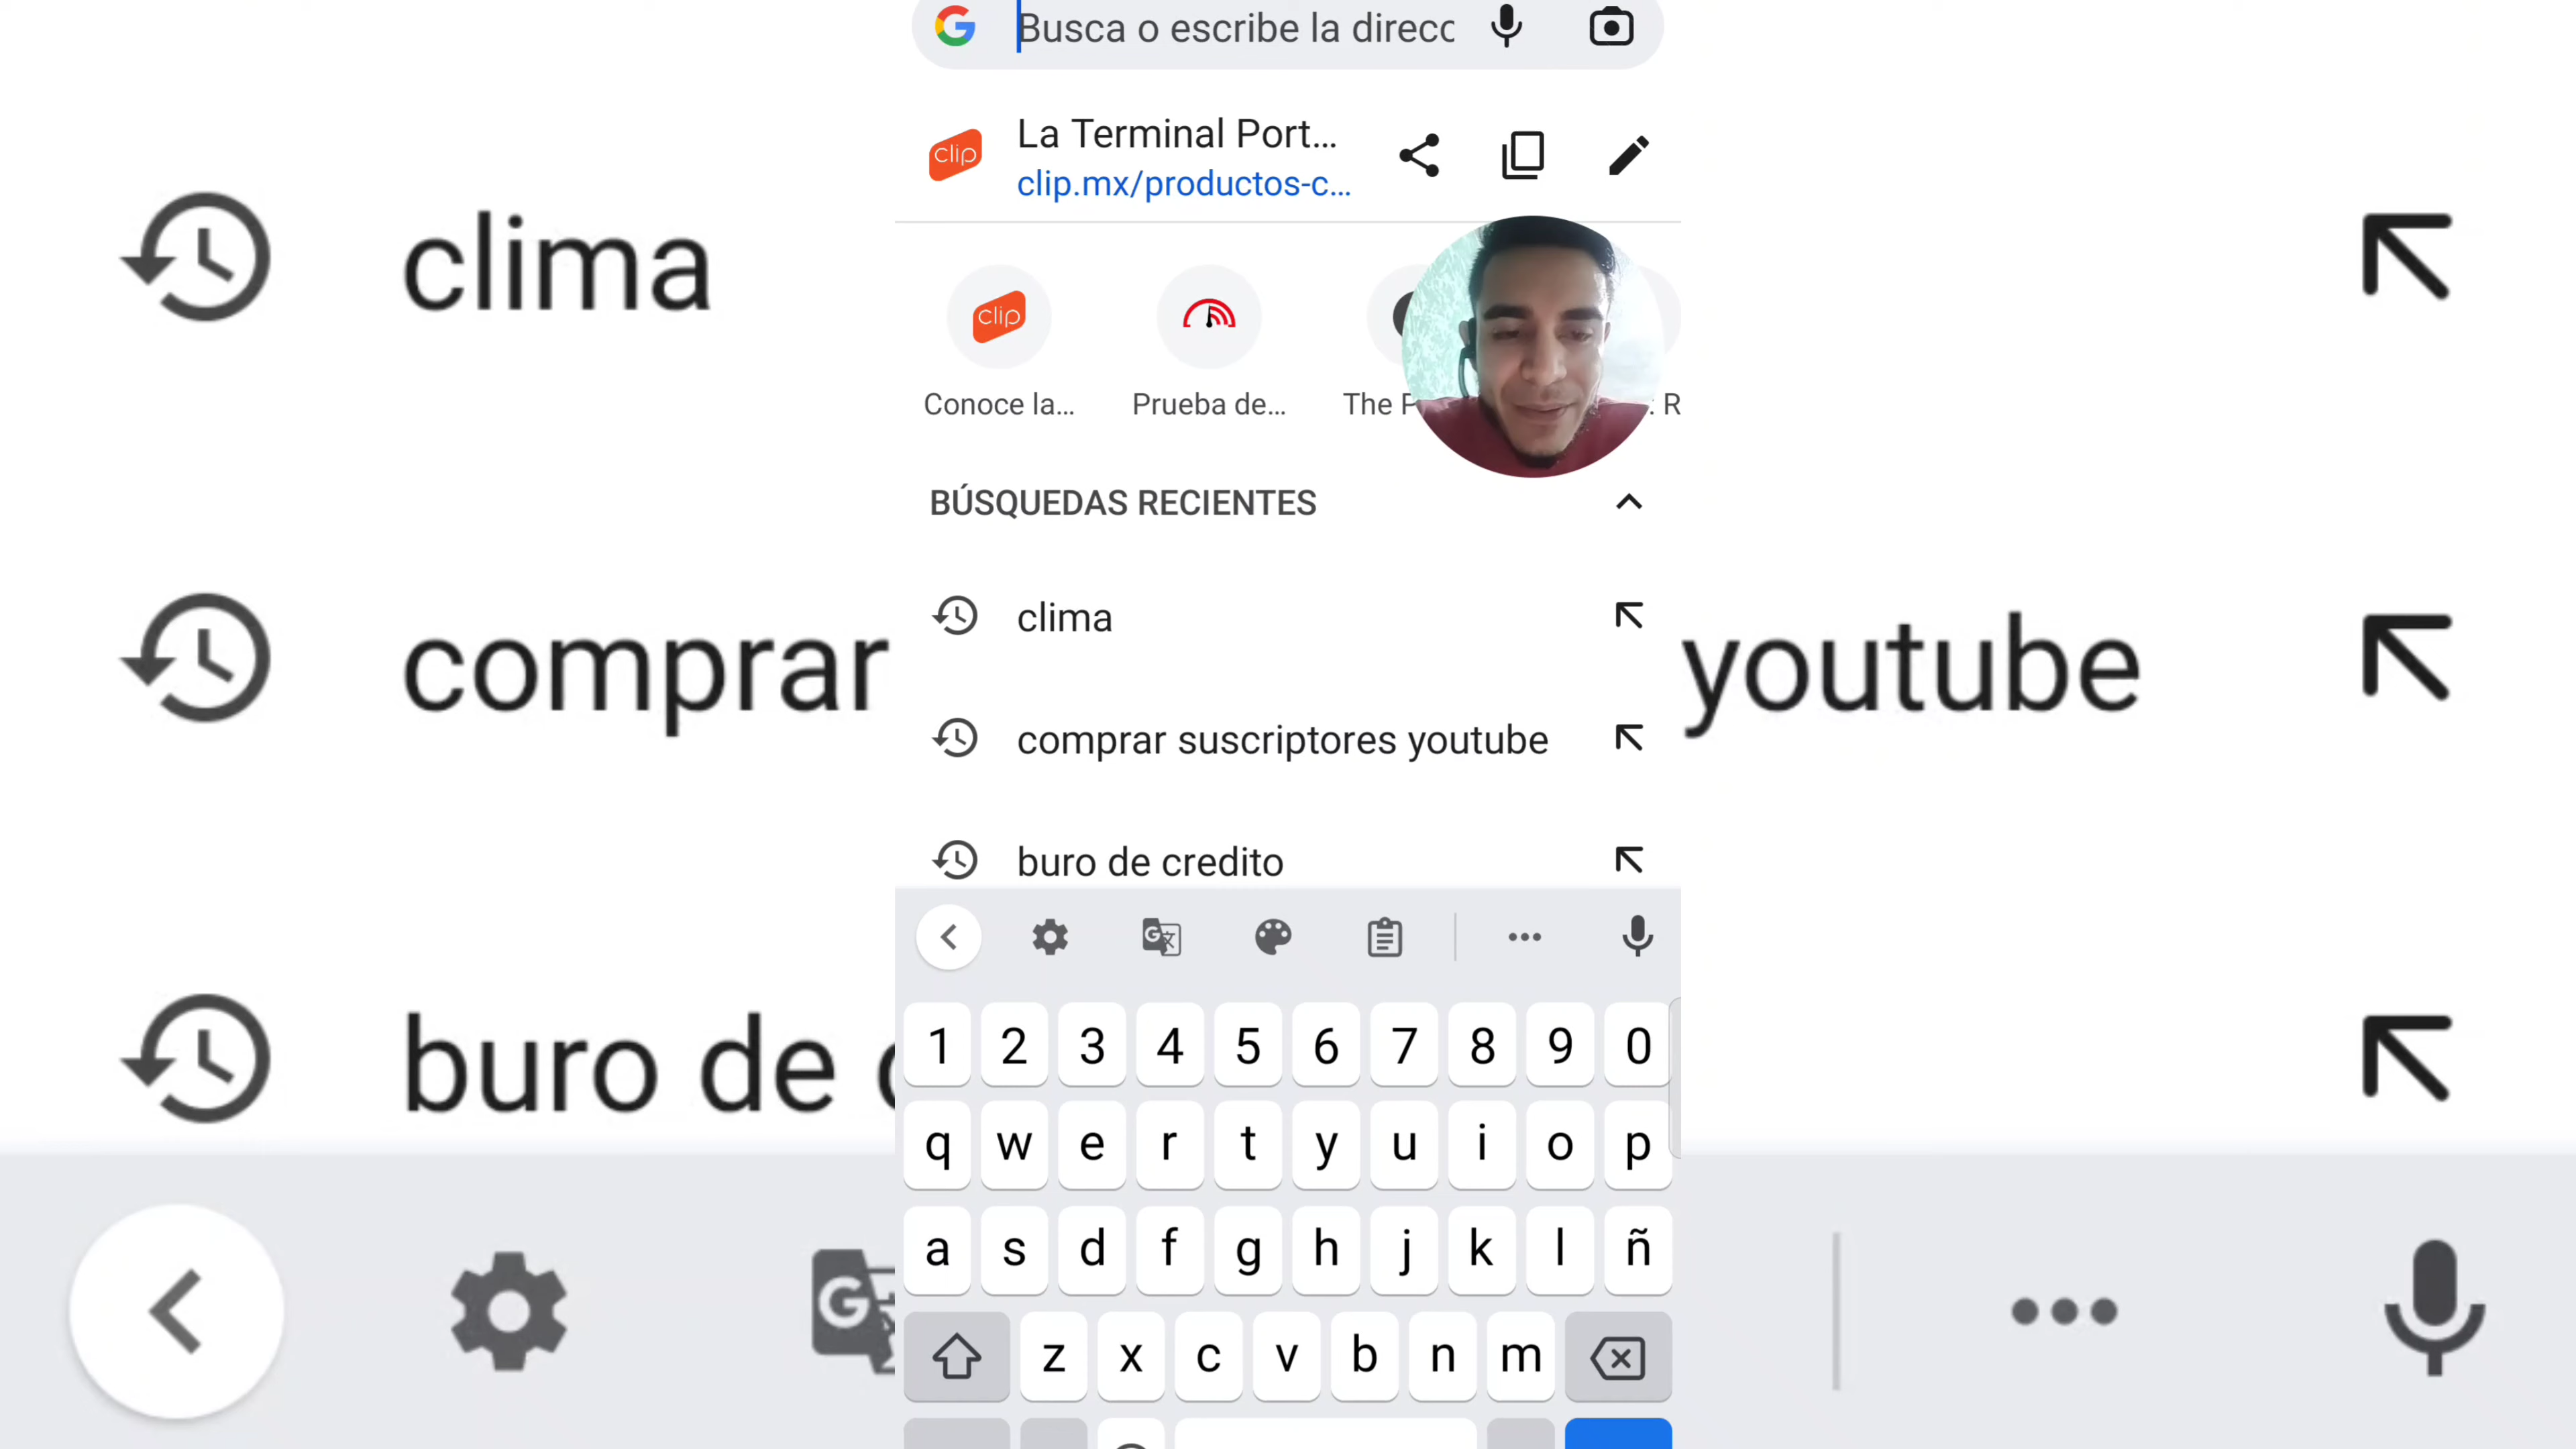 Busca o escribe la direcc
clip
La Terminal Port...
clip.mx/productos-c...
clip
Conoce la...
Prueba de...
The P
: R
BÚSQUEDAS RECIENTES
clima
clima
comprar
comprar suscriptores youtube
youtube
buro de credito
buro de c
1 2 3 4 5 6 7 8 9 0
q w e r t y u i o p
a s d f g h j k l ñ
z x c v b n m